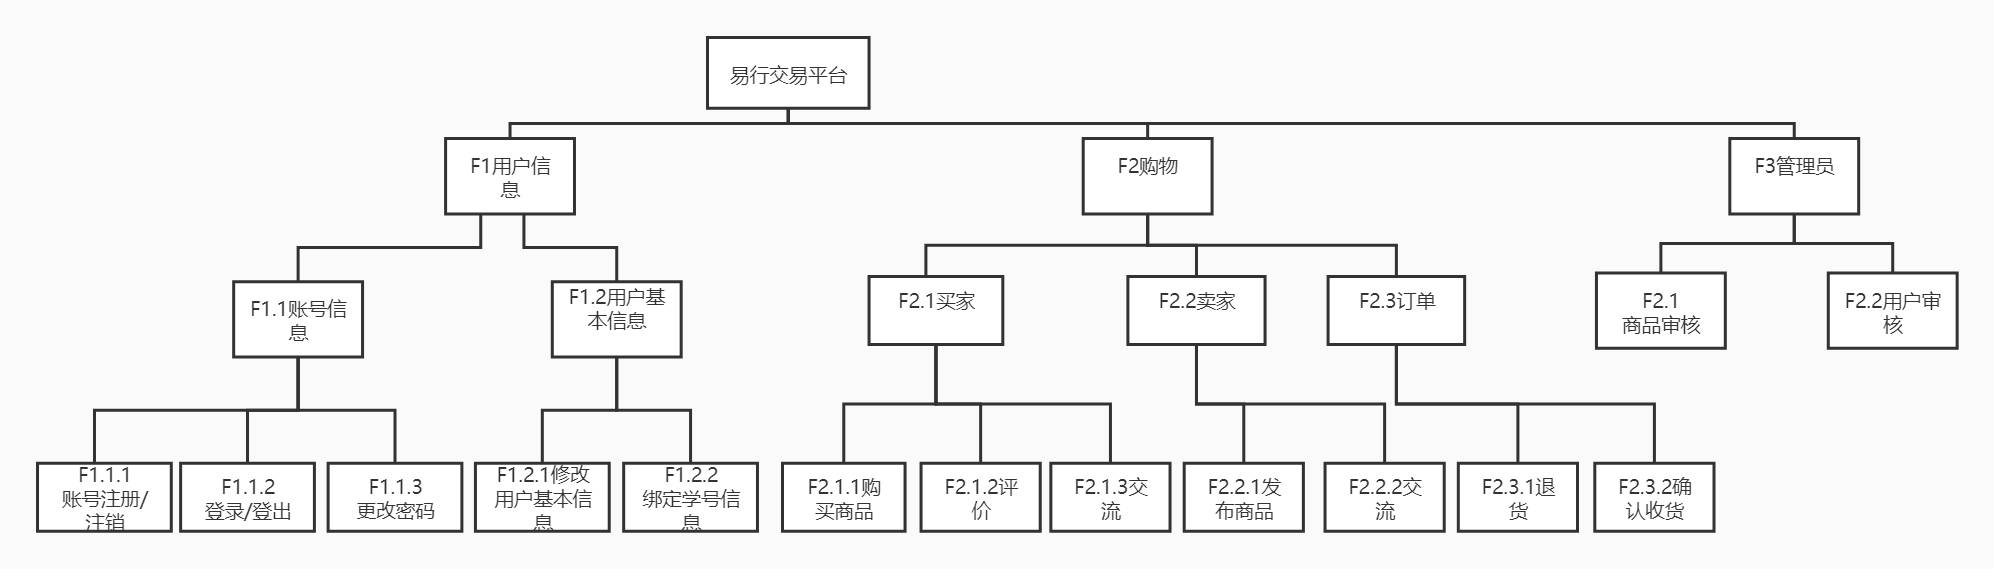 易行交易平台
F1用户信
息
F2购物
F3管理员
F1.1账号信
息
F1.2用户基
本信息
F2.1买家
F2.2卖家
F2.3订单
F2.1
商品审核
F2.2用户审
核
F1.1.1
账号注册/
注销
F1.1.2
登录/登出
F1.1.3
更改密码
F1.2.1修改
用户基本信
息
F1.2.2
绑定学号信
息
F2.1.1购
买商品
F2.1.2评
价
F2.1.3交
流
F2.2.1发
布商品
F2.2.2交
流
F2.3.1退
货
F2.3.2确
认收货